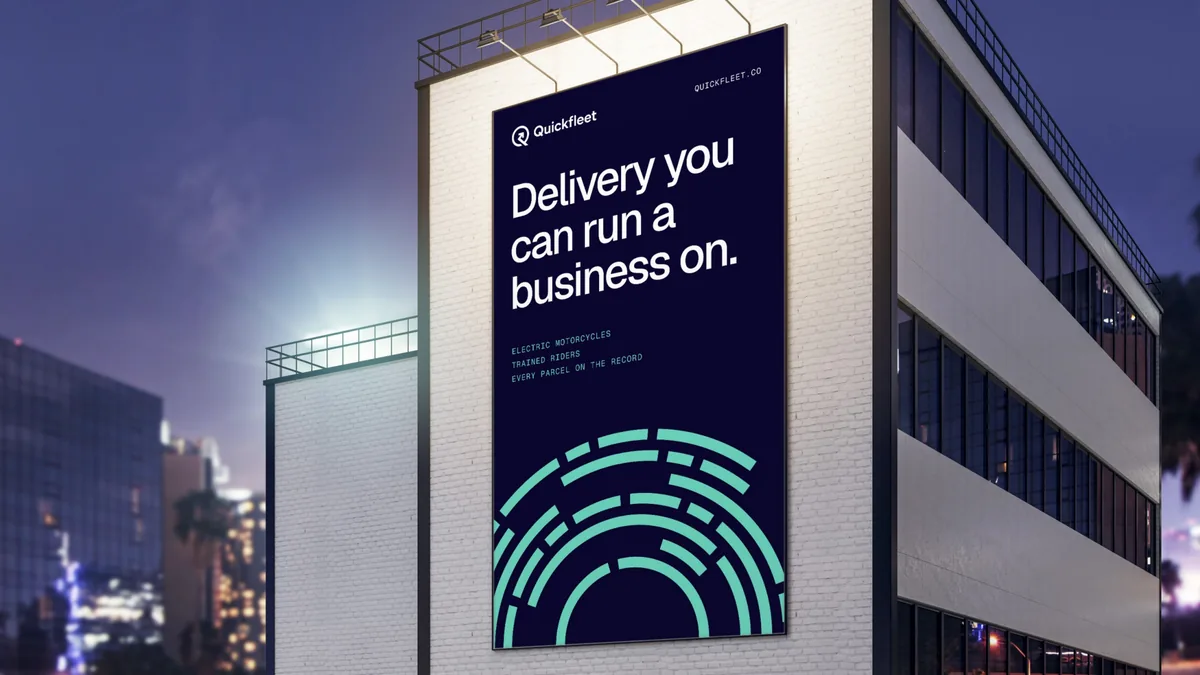 Quickfleet
QUICKFLEET.CO
Delivery you
can run a
business on.
ELECTRIC MOTORCYCLES
TRAINED RIDERS
EVERY PARCEL ON THE RECORD